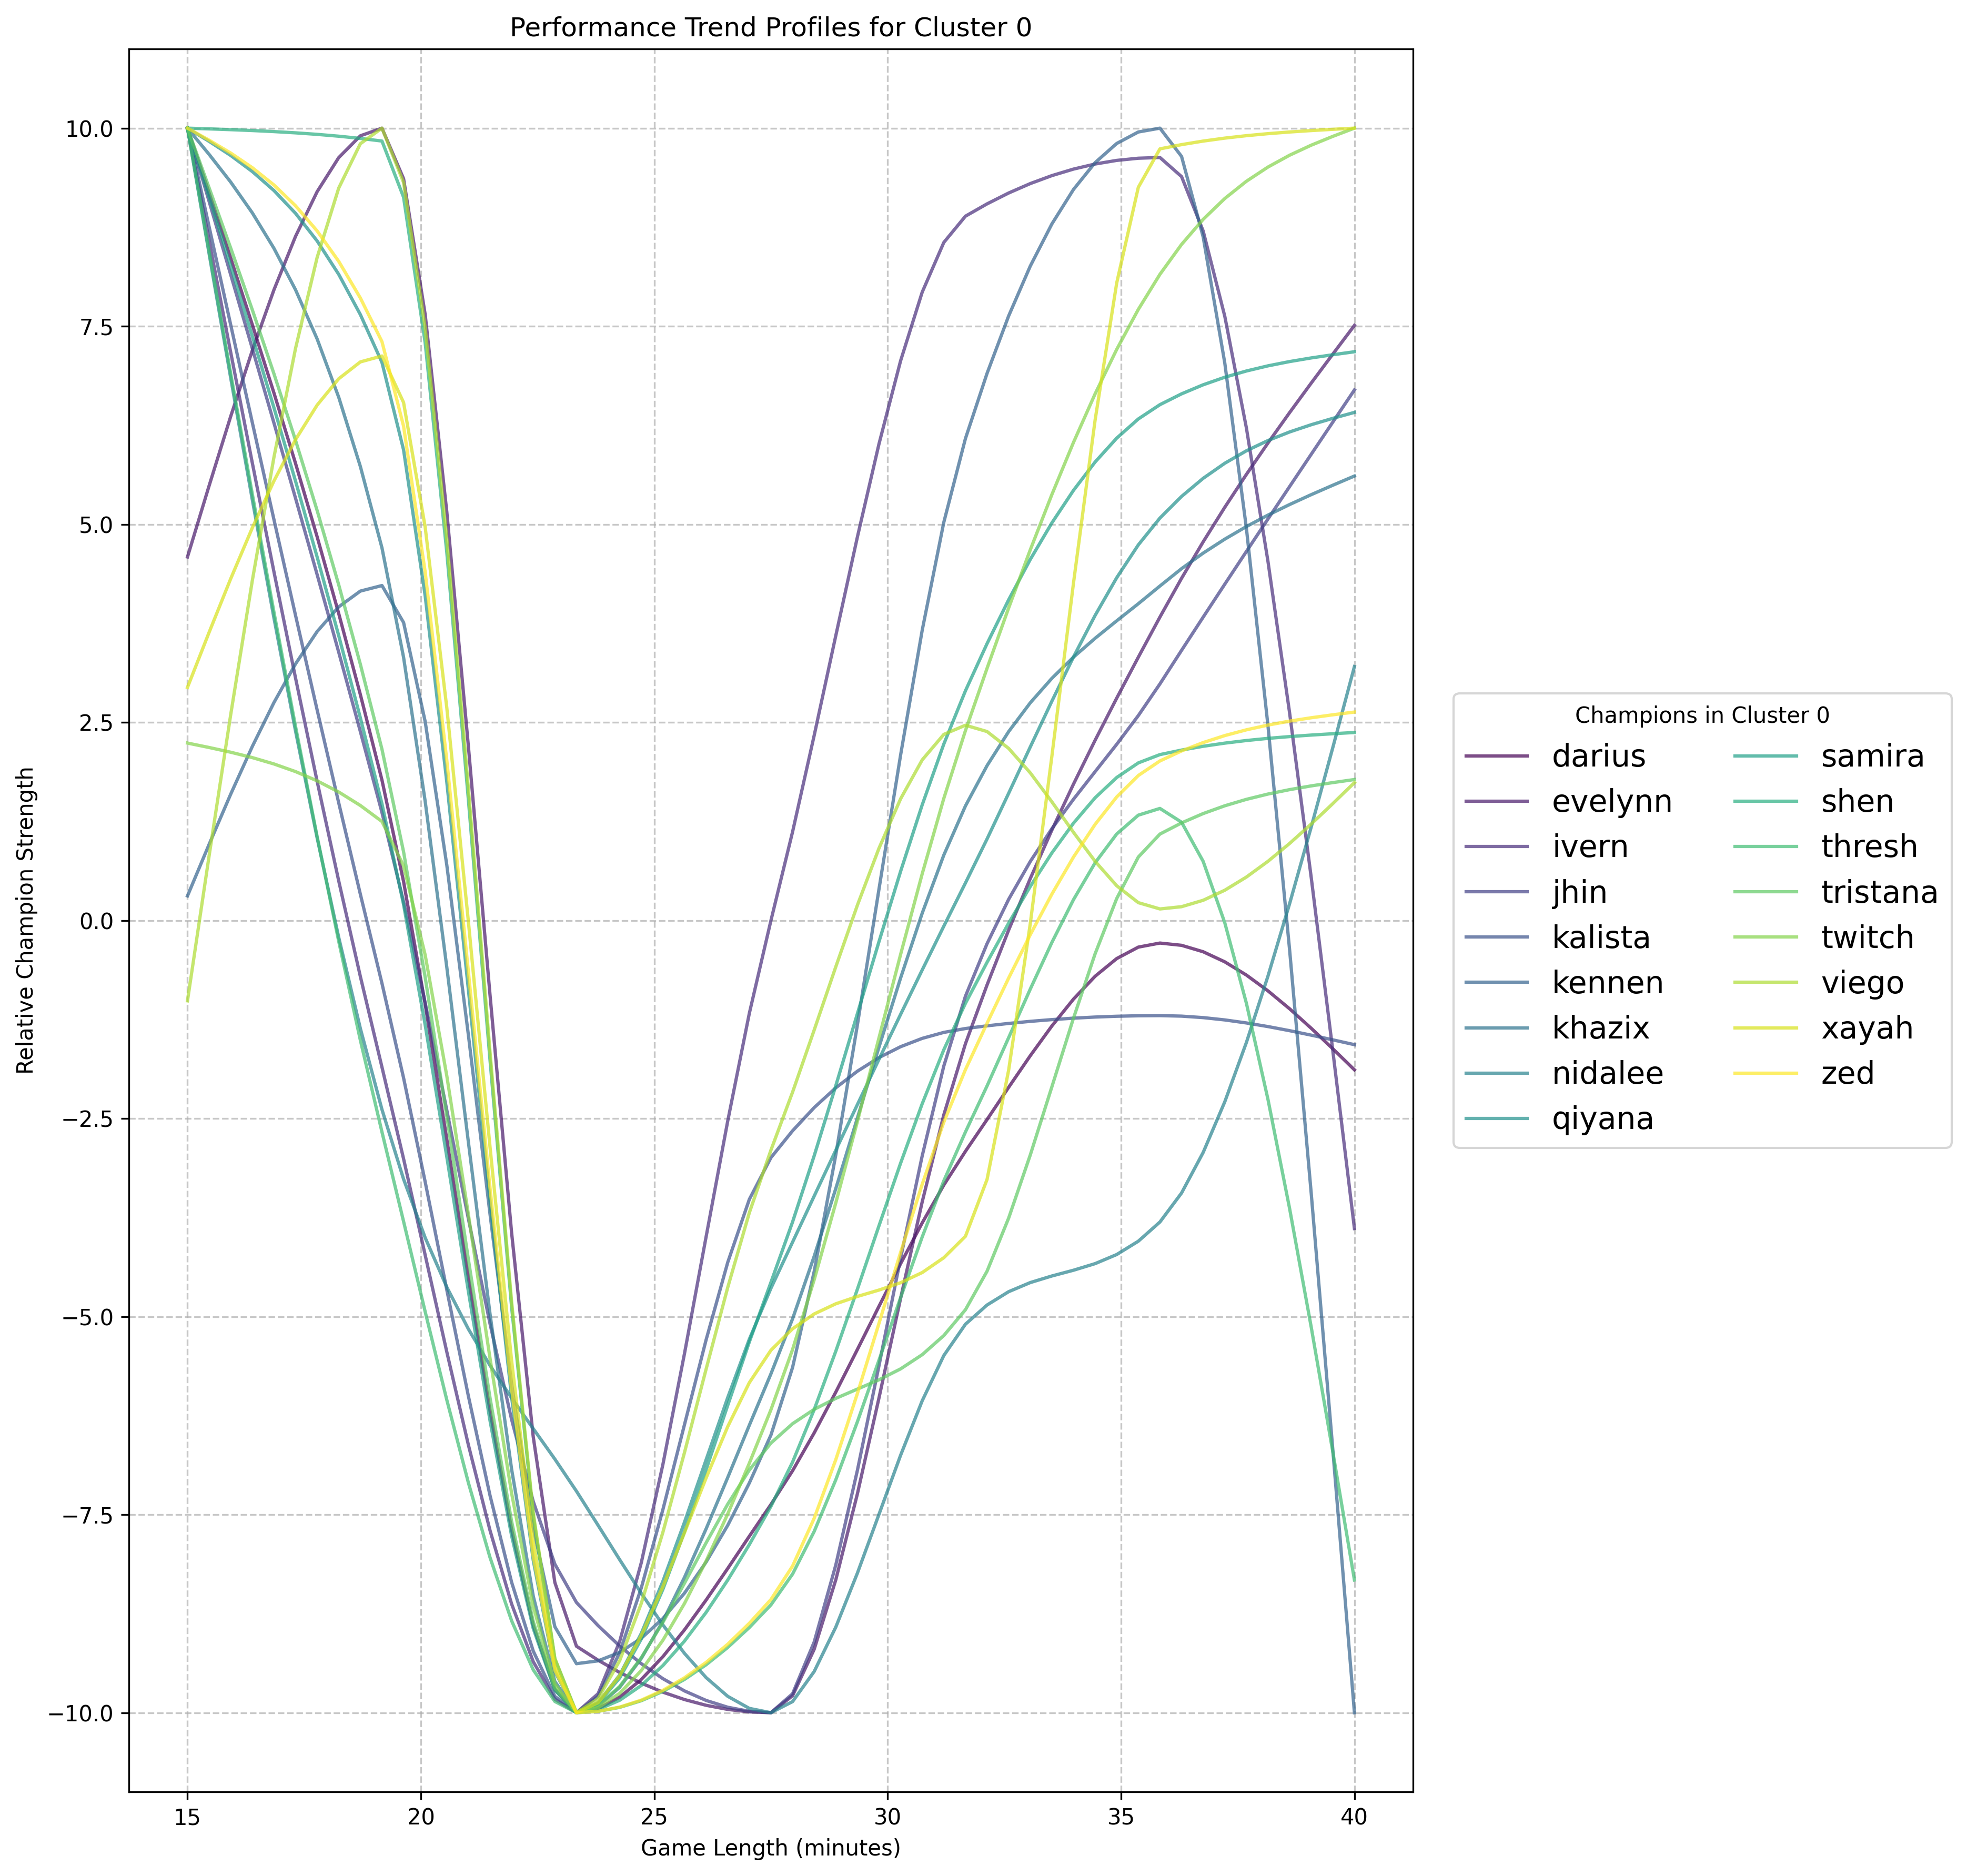 Performance Trend Profiles for Cluster 0
10.0
7.5
5.0
2.5
0.0
−2.5
−5.0
−7.5
−10.0
Relative Champion Strength
15 20 25 30 35 40
Game Length (minutes)
Champions in Cluster 0
darius
evelynn
ivern
jhin
kalista
kennen
khazix
nidalee
qiyana
samira
shen
thresh
tristana
twitch
viego
xayah
zed